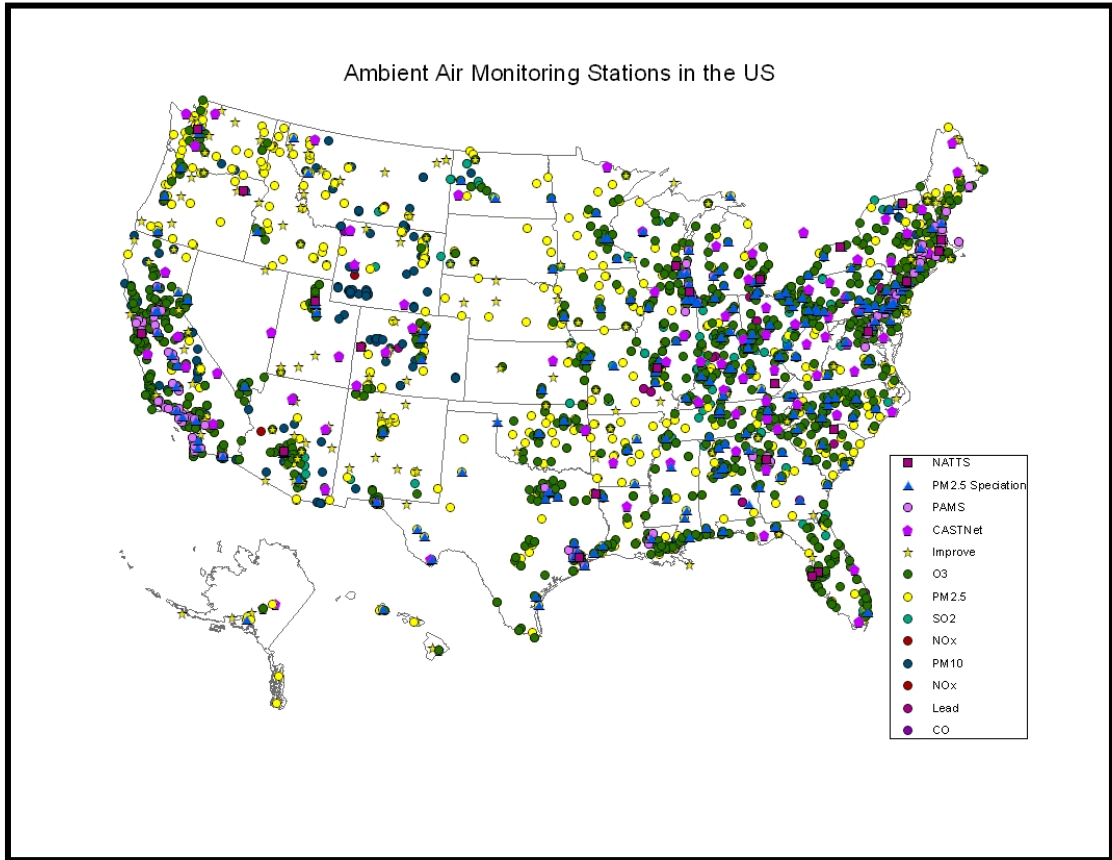 Ambient Air Monitoring Stations in the US
NATTS
PM2.5 Speciation
PAMS
CASTNet
Improve
O3
PM2.5
SO2
NOx
PM10
NOx
Lead
CO